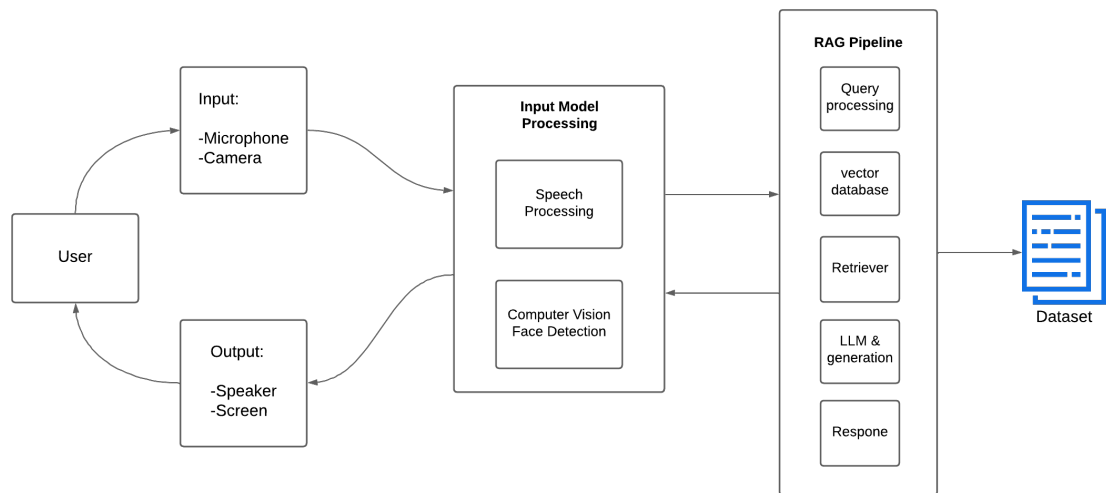 User
Input:
-Microphone
-Camera
Output:
-Speaker
-Screen
Input Model
Processing
Speech
Processing
Computer Vision
Face Detection
RAG Pipeline
Query
processing
vector
database
Retriever
LLM &
generation
Respone
Dataset